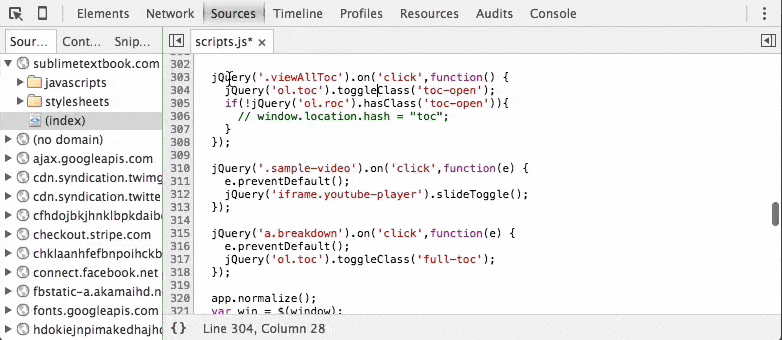 Elements Network Sources Timeline Profiles Resources Audits Console
Sour... Cont... Snip... scripts.js* ×
sublimetextbook.com
javascripts
stylesheets
(index)
(no domain)
ajax.googleapis.com
cdn.syndication.twimg
cdn.syndication.twitte
cfhdojbkjhnklbpkdaibc
checkout.stripe.com
chklaanhfefbnpoihckb
connect.facebook.net
fbstatic-a.akamaihd.n
fonts.googleapis.com
hdokiejnpimakedhajhd
302
303 jQuery('.viewAllToc').on('click',function() {
304 jQuery('ol.toc').toggleClass('toc-open');
305 if(!jQuery('ol.roc').hasClass('toc-open')){
306 // window.location.hash = "toc";
307 }
308 });
309
310 jQuery('.sample-video').on('click',function(e) {
311 e.preventDefault();
312 jQuery('iframe.youtube-player').slideToggle();
313 });
314
315 jQuery('a.breakdown').on('click',function(e) {
316 e.preventDefault();
317 jQuery('ol.toc').toggleClass('full-toc');
318 });
319
320 app.normalize();
321 var win = $(window);
{} Line 304, Column 28